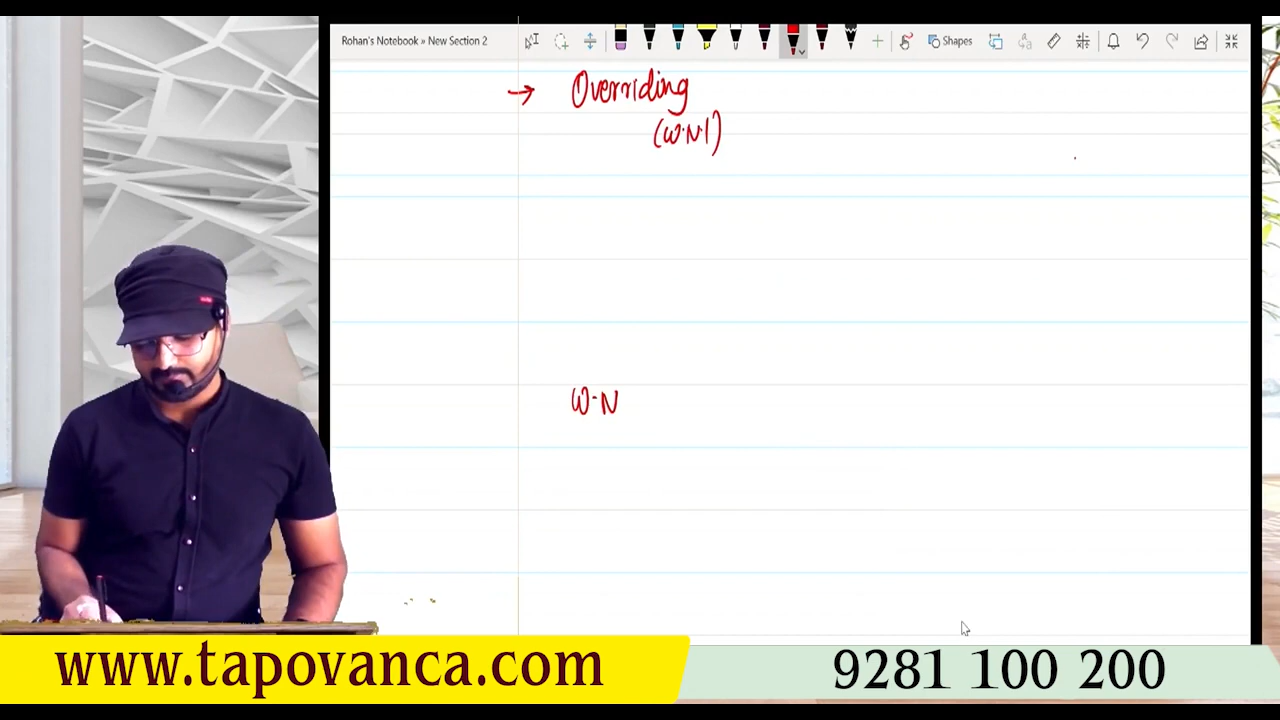 Rohan's Notebook » New Section 2
Shapes
→ Overriding
(W·N·1)
W·N
www.tapovanca.com
9281 100 200